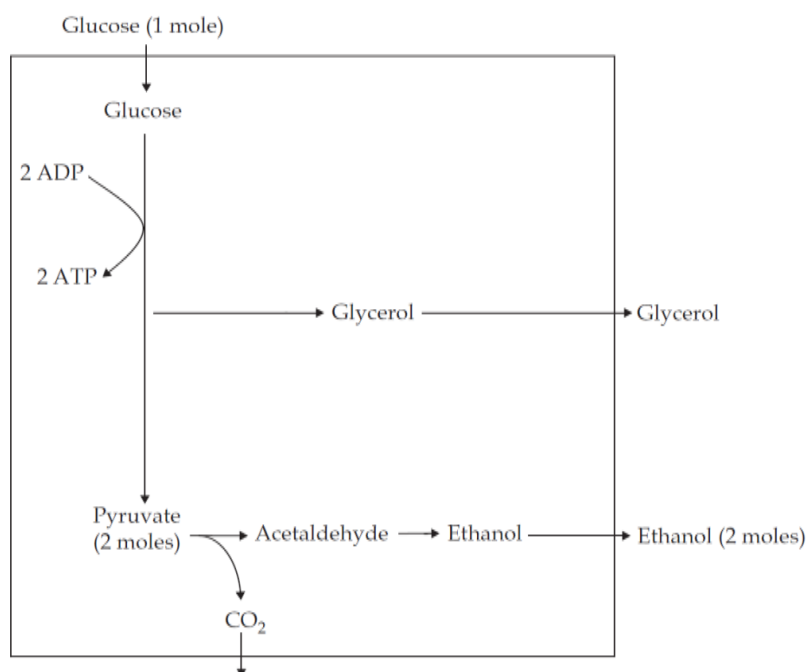 Glucose (1 mole)
Glucose
2 ADP
2 ATP
Glycerol
Glycerol
Pyruvate
(2 moles)
Acetaldehyde
Ethanol
Ethanol (2 moles)
CO₂